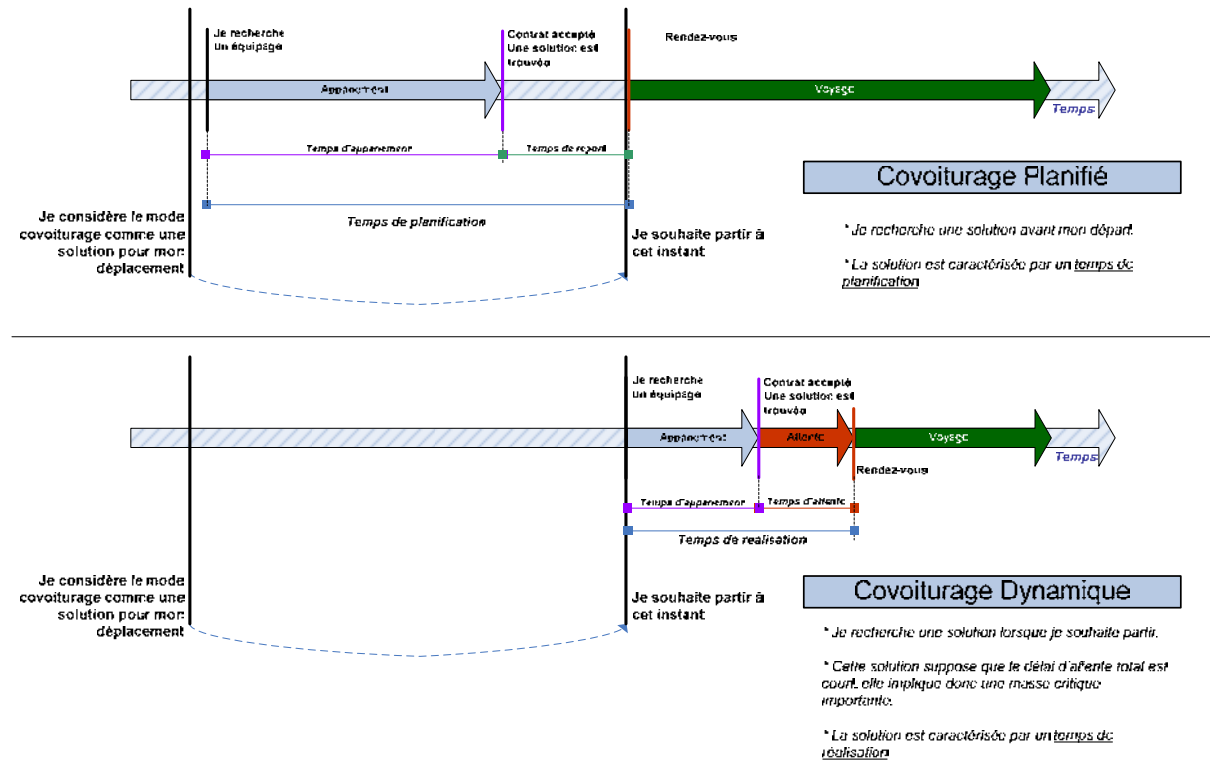 Je recherche
un équipage
Contrat accepté
Une solution est
trouvée
Rendez-vous
Appariement
Voyage
Temps
Temps d'appariement
Temps de report
Temps de planification
Je considère le mode
covoiturage comme une
solution pour mon
déplacement
Je souhaite partir à
cet instant
Covoiturage Planifié
* Je recherche une solution avant mon départ.
* La solution est caractérisée par un temps de
planification
Je recherche
un équipage
Contrat accepté
Une solution est
trouvée
Appariement
Attente
Voyage
Temps
Rendez-vous
Temps d'appariement
Temps d'attente
Temps de realisation
Je considère le mode
covoiturage comme une
solution pour mon
déplacement
Je souhaite partir à
cet instant
Covoiturage Dynamique
* Je recherche une solution lorsque je souhaite partir.
* Cette solution suppose que le délai d'attente total est
court, elle implique donc une masse critique
importante.
* La solution est caractérisée par un temps de
réalisation